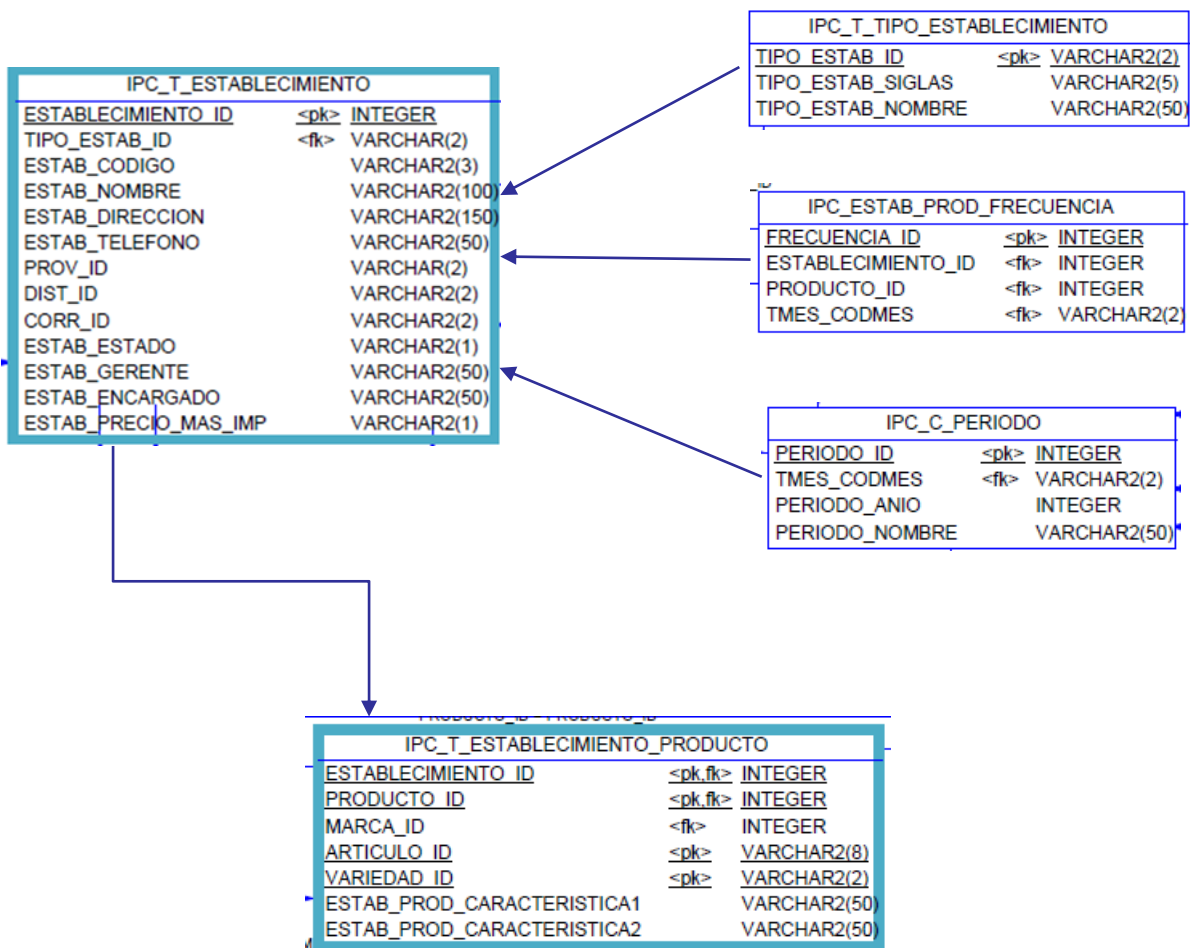 IPC_T_TIPO_ESTABLECIMIENTO
TIPO_ESTAB_ID <pk> VARCHAR2(2)
TIPO_ESTAB_SIGLAS VARCHAR2(5)
TIPO_ESTAB_NOMBRE VARCHAR2(50)
IPC_T_ESTABLECIMIENTO
ESTABLECIMIENTO_ID <pk> INTEGER
TIPO_ESTAB_ID <fk> VARCHAR(2)
ESTAB_CODIGO VARCHAR2(3)
ESTAB_NOMBRE VARCHAR2(100)
ESTAB_DIRECCION VARCHAR2(150)
ESTAB_TELEFONO VARCHAR2(50)
PROV_ID VARCHAR(2)
DIST_ID VARCHAR2(2)
CORR_ID VARCHAR2(2)
ESTAB_ESTADO VARCHAR2(1)
ESTAB_GERENTE VARCHAR2(50)
ESTAB_ENCARGADO VARCHAR2(50)
ESTAB_PRECIO_MAS_IMP VARCHAR2(1)
_ID
IPC_ESTAB_PROD_FRECUENCIA
FRECUENCIA_ID <pk> INTEGER
ESTABLECIMIENTO_ID <fk> INTEGER
PRODUCTO_ID <fk> INTEGER
TMES_CODMES <fk> VARCHAR2(2)
IPC_C_PERIODO
PERIODO_ID <pk> INTEGER
TMES_CODMES <fk> VARCHAR2(2)
PERIODO_ANIO INTEGER
PERIODO_NOMBRE VARCHAR2(50)
PRODUCTO_ID = PRODUCTO_ID
IPC_T_ESTABLECIMIENTO_PRODUCTO
ESTABLECIMIENTO_ID <pk,fk> INTEGER
PRODUCTO_ID <pk,fk> INTEGER
MARCA_ID <fk> INTEGER
ARTICULO_ID <pk> VARCHAR2(8)
VARIEDAD_ID <pk> VARCHAR2(2)
ESTAB_PROD_CARACTERISTICA1 VARCHAR2(50)
ESTAB_PROD_CARACTERISTICA2 VARCHAR2(50)